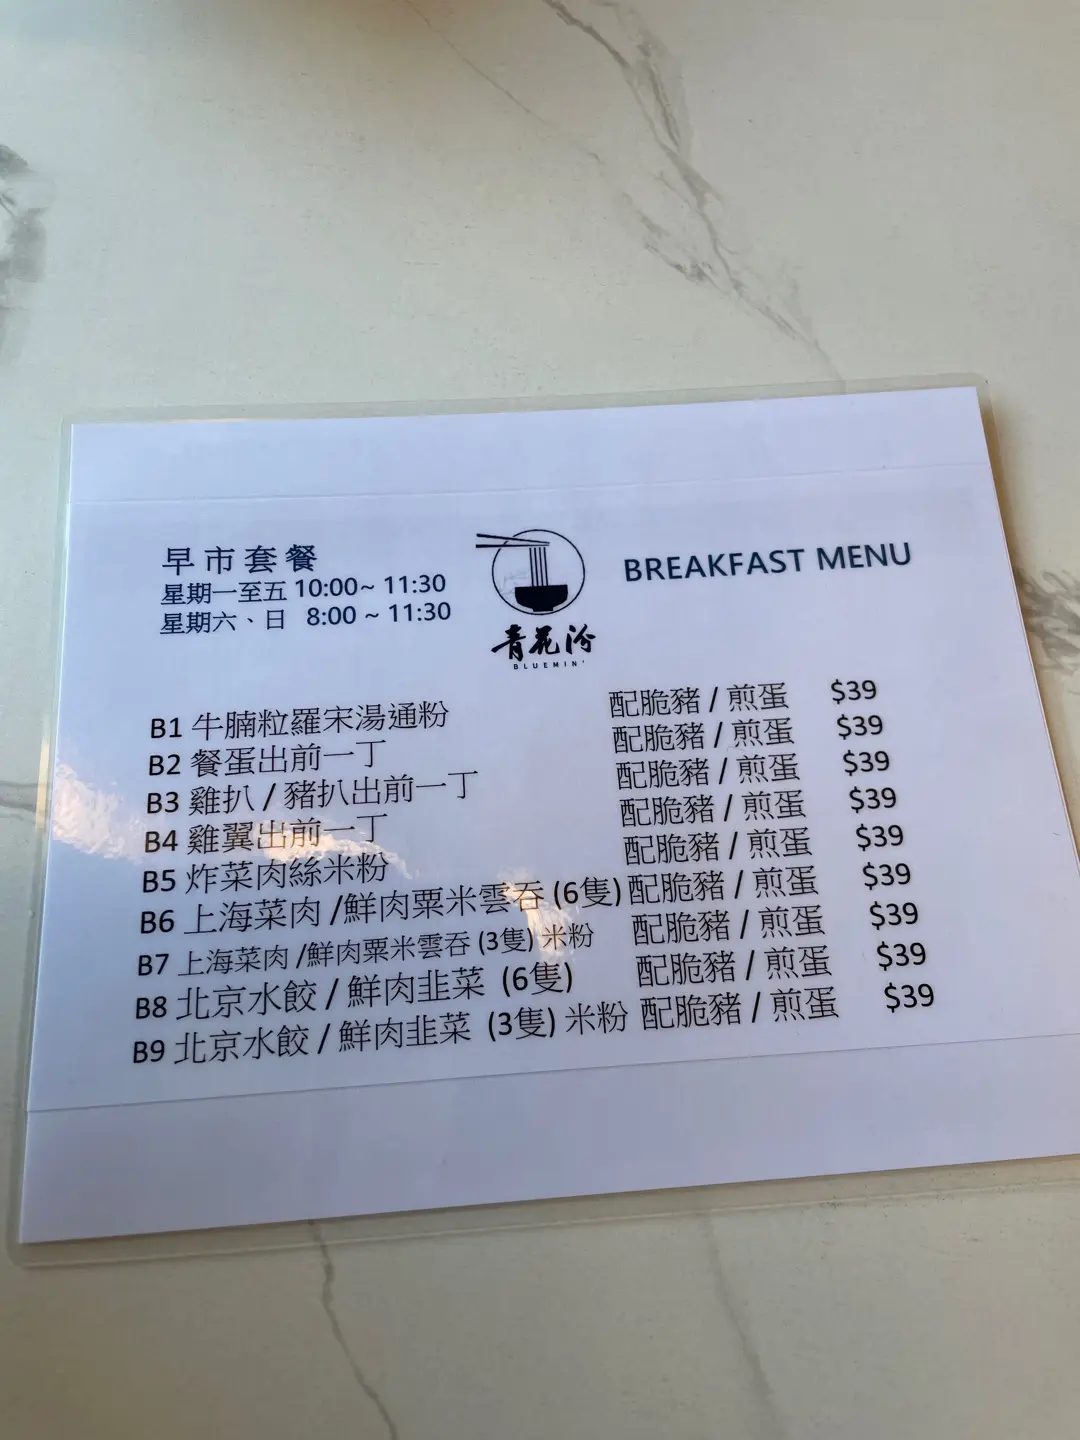 早市套餐
星期一至五 10:00~ 11:30
星期六、日 8:00 ~ 11:30
青花汾
BLUEMIN'
BREAKFAST MENU
B1 牛腩粒羅宋湯通粉 配脆豬 / 煎蛋 $39
B2 餐蛋出前一丁 配脆豬 / 煎蛋 $39
B3 雞扒 / 豬扒出前一丁 配脆豬 / 煎蛋 $39
B4 雞翼出前一丁 配脆豬 / 煎蛋 $39
B5 炸菜肉絲米粉 配脆豬 / 煎蛋 $39
B6 上海菜肉 /鮮肉粟米雲吞 (6隻) 配脆豬 / 煎蛋 $39
B7 上海菜肉 /鮮肉粟米雲吞 (3隻) 米粉 配脆豬 / 煎蛋 $39
B8 北京水餃 / 鮮肉韭菜 (6隻) 配脆豬 / 煎蛋 $39
B9 北京水餃 / 鮮肉韭菜 (3隻) 米粉 配脆豬 / 煎蛋 $39